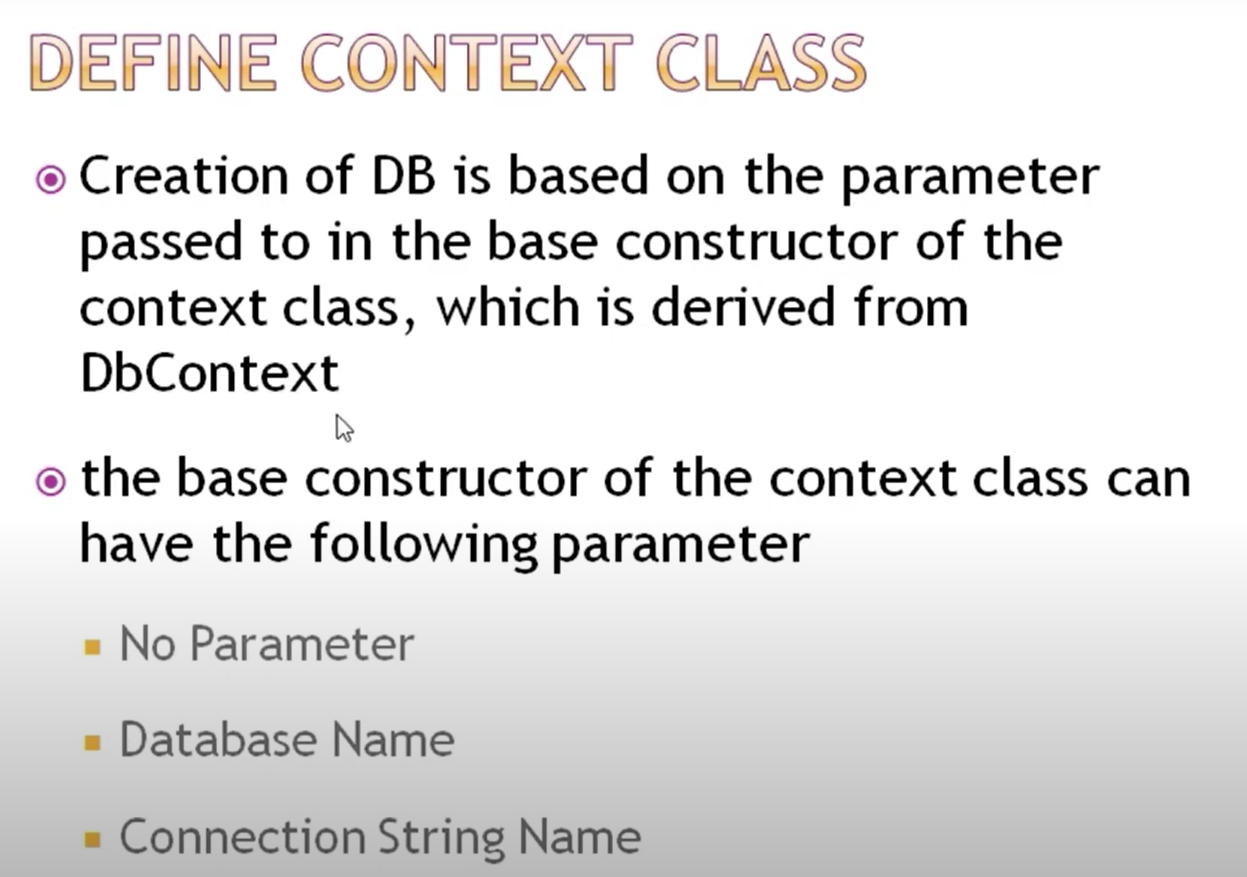 DEFINE CONTEXT CLASS
Creation of DB is based on the parameter
passed to in the base constructor of the
context class, which is derived from
DbContext
the base constructor of the context class can
have the following parameter
No Parameter
Database Name
Connection String Name